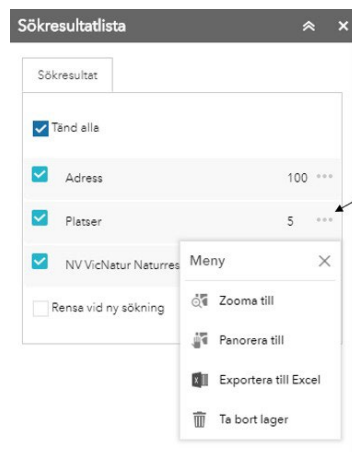 Sökresultatlista
Sökresultat
Tänd alla
Adress 100
Platser 5
NV VicNatur Naturres
Rensa vid ny sökning
Meny
Zooma till
Panorera till
Exportera till Excel
Ta bort lager